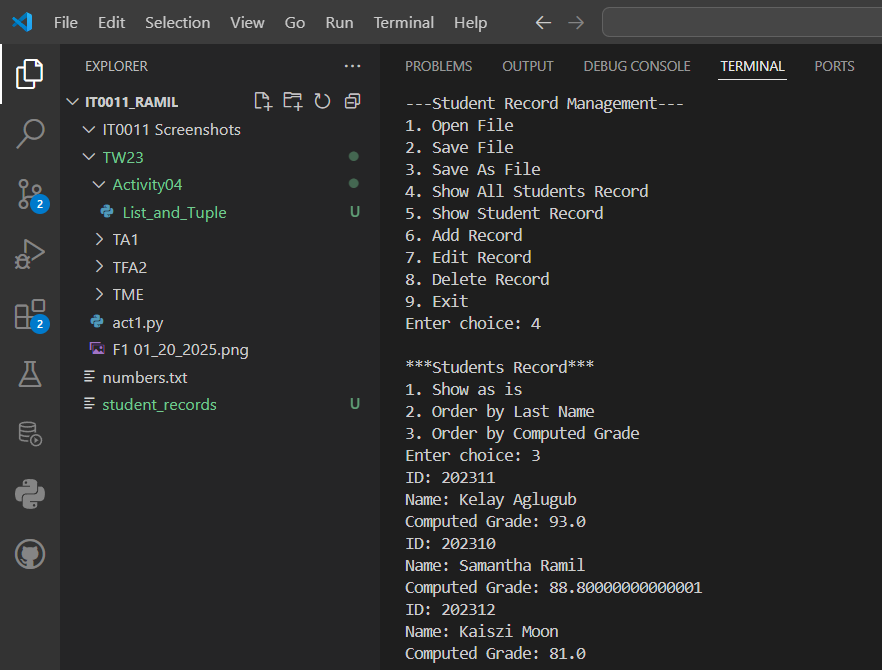 File Edit Selection View Go Run Terminal Help
EXPLORER
IT0011_RAMIL
IT0011 Screenshots
TW23
Activity04
List_and_Tuple U
TA1
TFA2
TME
act1.py
F1 01_20_2025.png
numbers.txt
student_records U
2
2
PROBLEMS OUTPUT DEBUG CONSOLE TERMINAL PORTS
---Student Record Management---
1. Open File
2. Save File
3. Save As File
4. Show All Students Record
5. Show Student Record
6. Add Record
7. Edit Record
8. Delete Record
9. Exit
Enter choice: 4
***Students Record***
1. Show as is
2. Order by Last Name
3. Order by Computed Grade
Enter choice: 3
ID: 202311
Name: Kelay Aglugub
Computed Grade: 93.0
ID: 202310
Name: Samantha Ramil
Computed Grade: 88.80000000000001
ID: 202312
Name: Kaiszi Moon
Computed Grade: 81.0